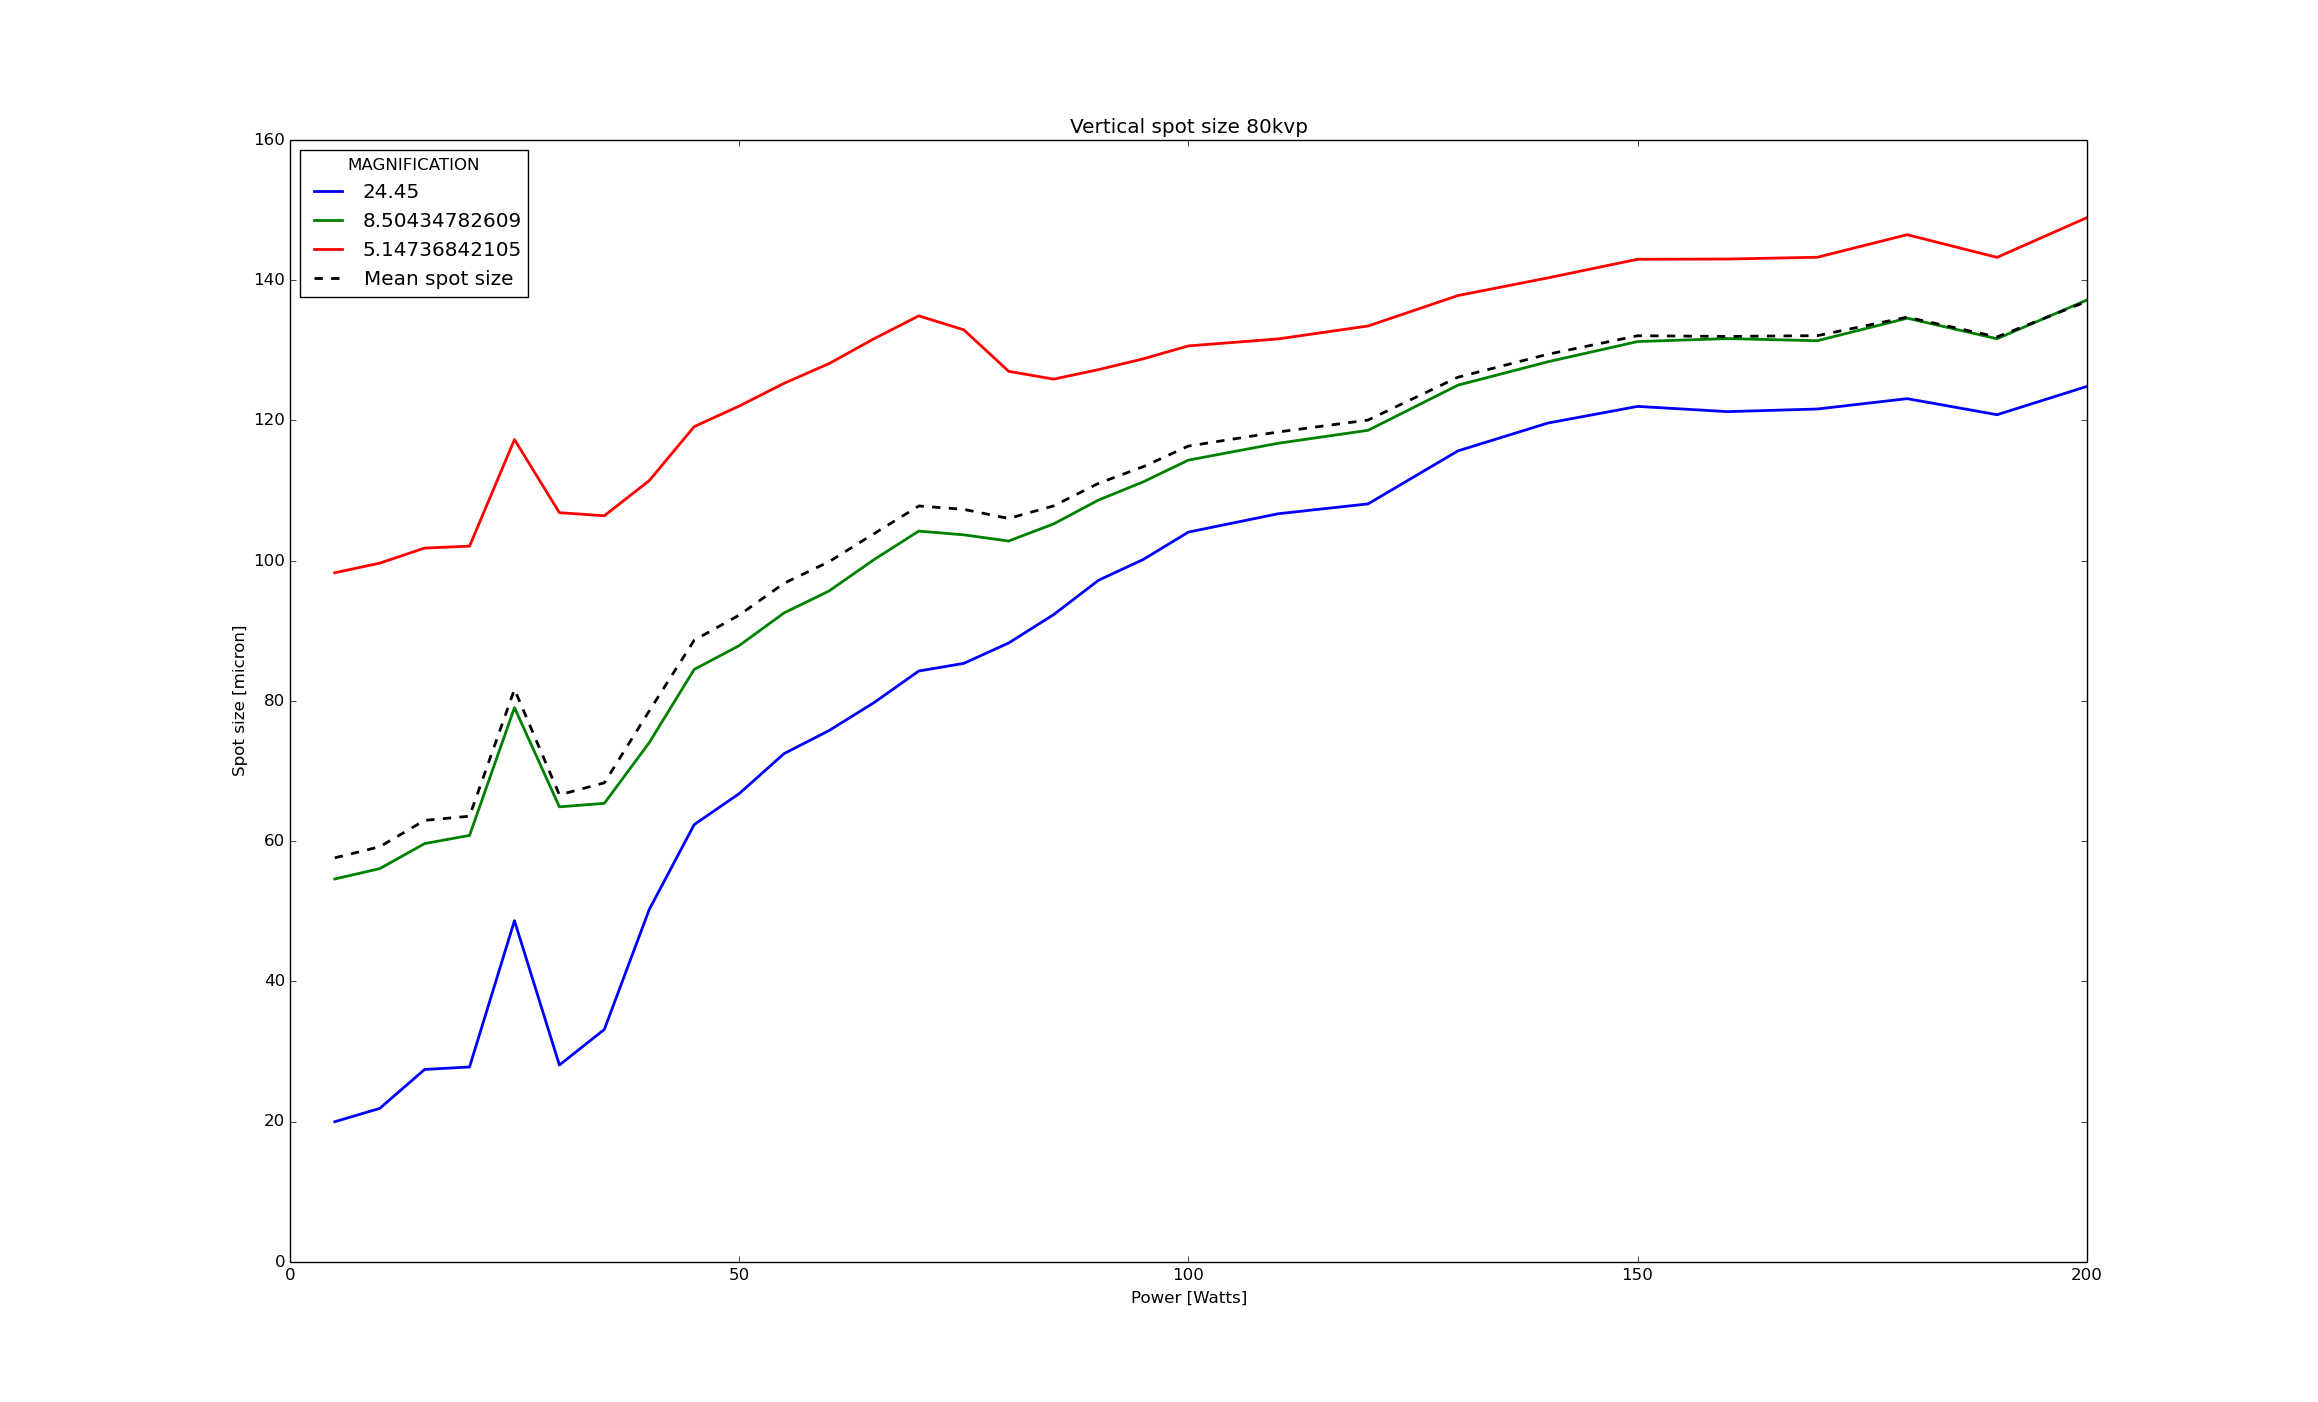 Vertical spot size 80kvp
MAGNIFICATION
24.45
8.50434782609
5.14736842105
Mean spot size
160
140
120
100
80
60
40
20
0
Spot size [micron]
0 50 100 150 200
Power [Watts]